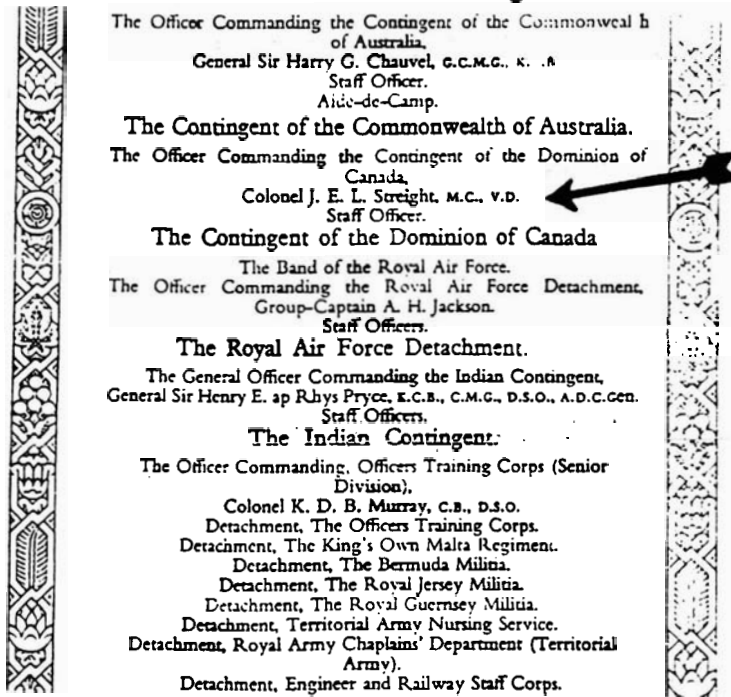 The Officer Commanding the Contingent of the Commonweal h
of Australia,
General Sir Harry G. Chauvel, G.C.M.G., K. .B
Staff Officer.
Aide-de-Camp.
The Contingent of the Commonwealth of Australia.
The Officer Commanding the Contingent of the Dominion of
Canada,
Colonel J. E. L. Streight, M.C., V.D.
Staff Officer.
The Contingent of the Dominion of Canada
The Band of the Royal Air Force.
The Officer Commanding the Royal Air Force Detachment,
Group-Captain A. H. Jackson.
Staff Officers.
The Royal Air Force Detachment.
The General Officer Commanding the Indian Contingent,
General Sir Henry E. ap Rhys Pryce, K.C.B., C.M.G., D.S.O., A.D.C.Gen.
Staff Officers.
The Indian Contingent.
The Officer Commanding, Officers Training Corps (Senior
Division),
Colonel K. D. B. Murray, C.B., D.S.O.
Detachment, The Officers Training Corps.
Detachment, The King's Own Malta Regiment.
Detachment, The Bermuda Militia.
Detachment, The Royal Jersey Militia.
Detachment, The Royal Guernsey Militia.
Detachment, Territorial Army Nursing Service.
Detachment, Royal Army Chaplains' Department (Territorial
Army).
Detachment, Engineer and Railway Staff Corps.